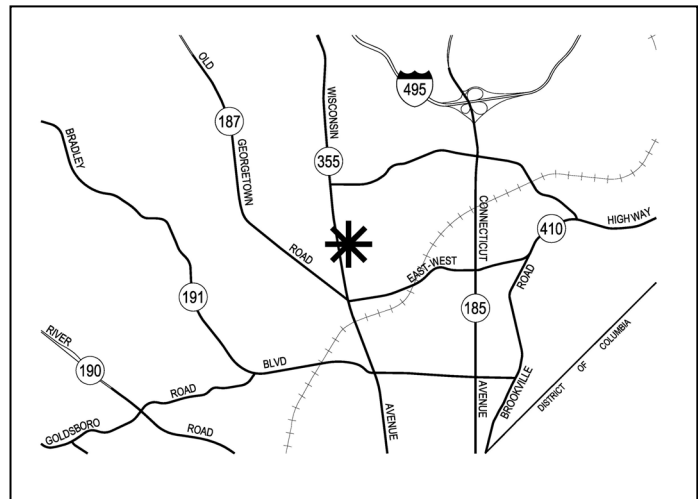 OLD
GEORGETOWN
ROAD
187
WISCONSIN
AVENUE
355
495
BRADLEY
BLVD
191
CONNECTICUT
AVENUE
185
EAST-WEST
HIGHWAY
410
BROOKVILLE
ROAD
RIVER
ROAD
190
GOLDSBORO
ROAD
DISTRICT OF COLUMBIA